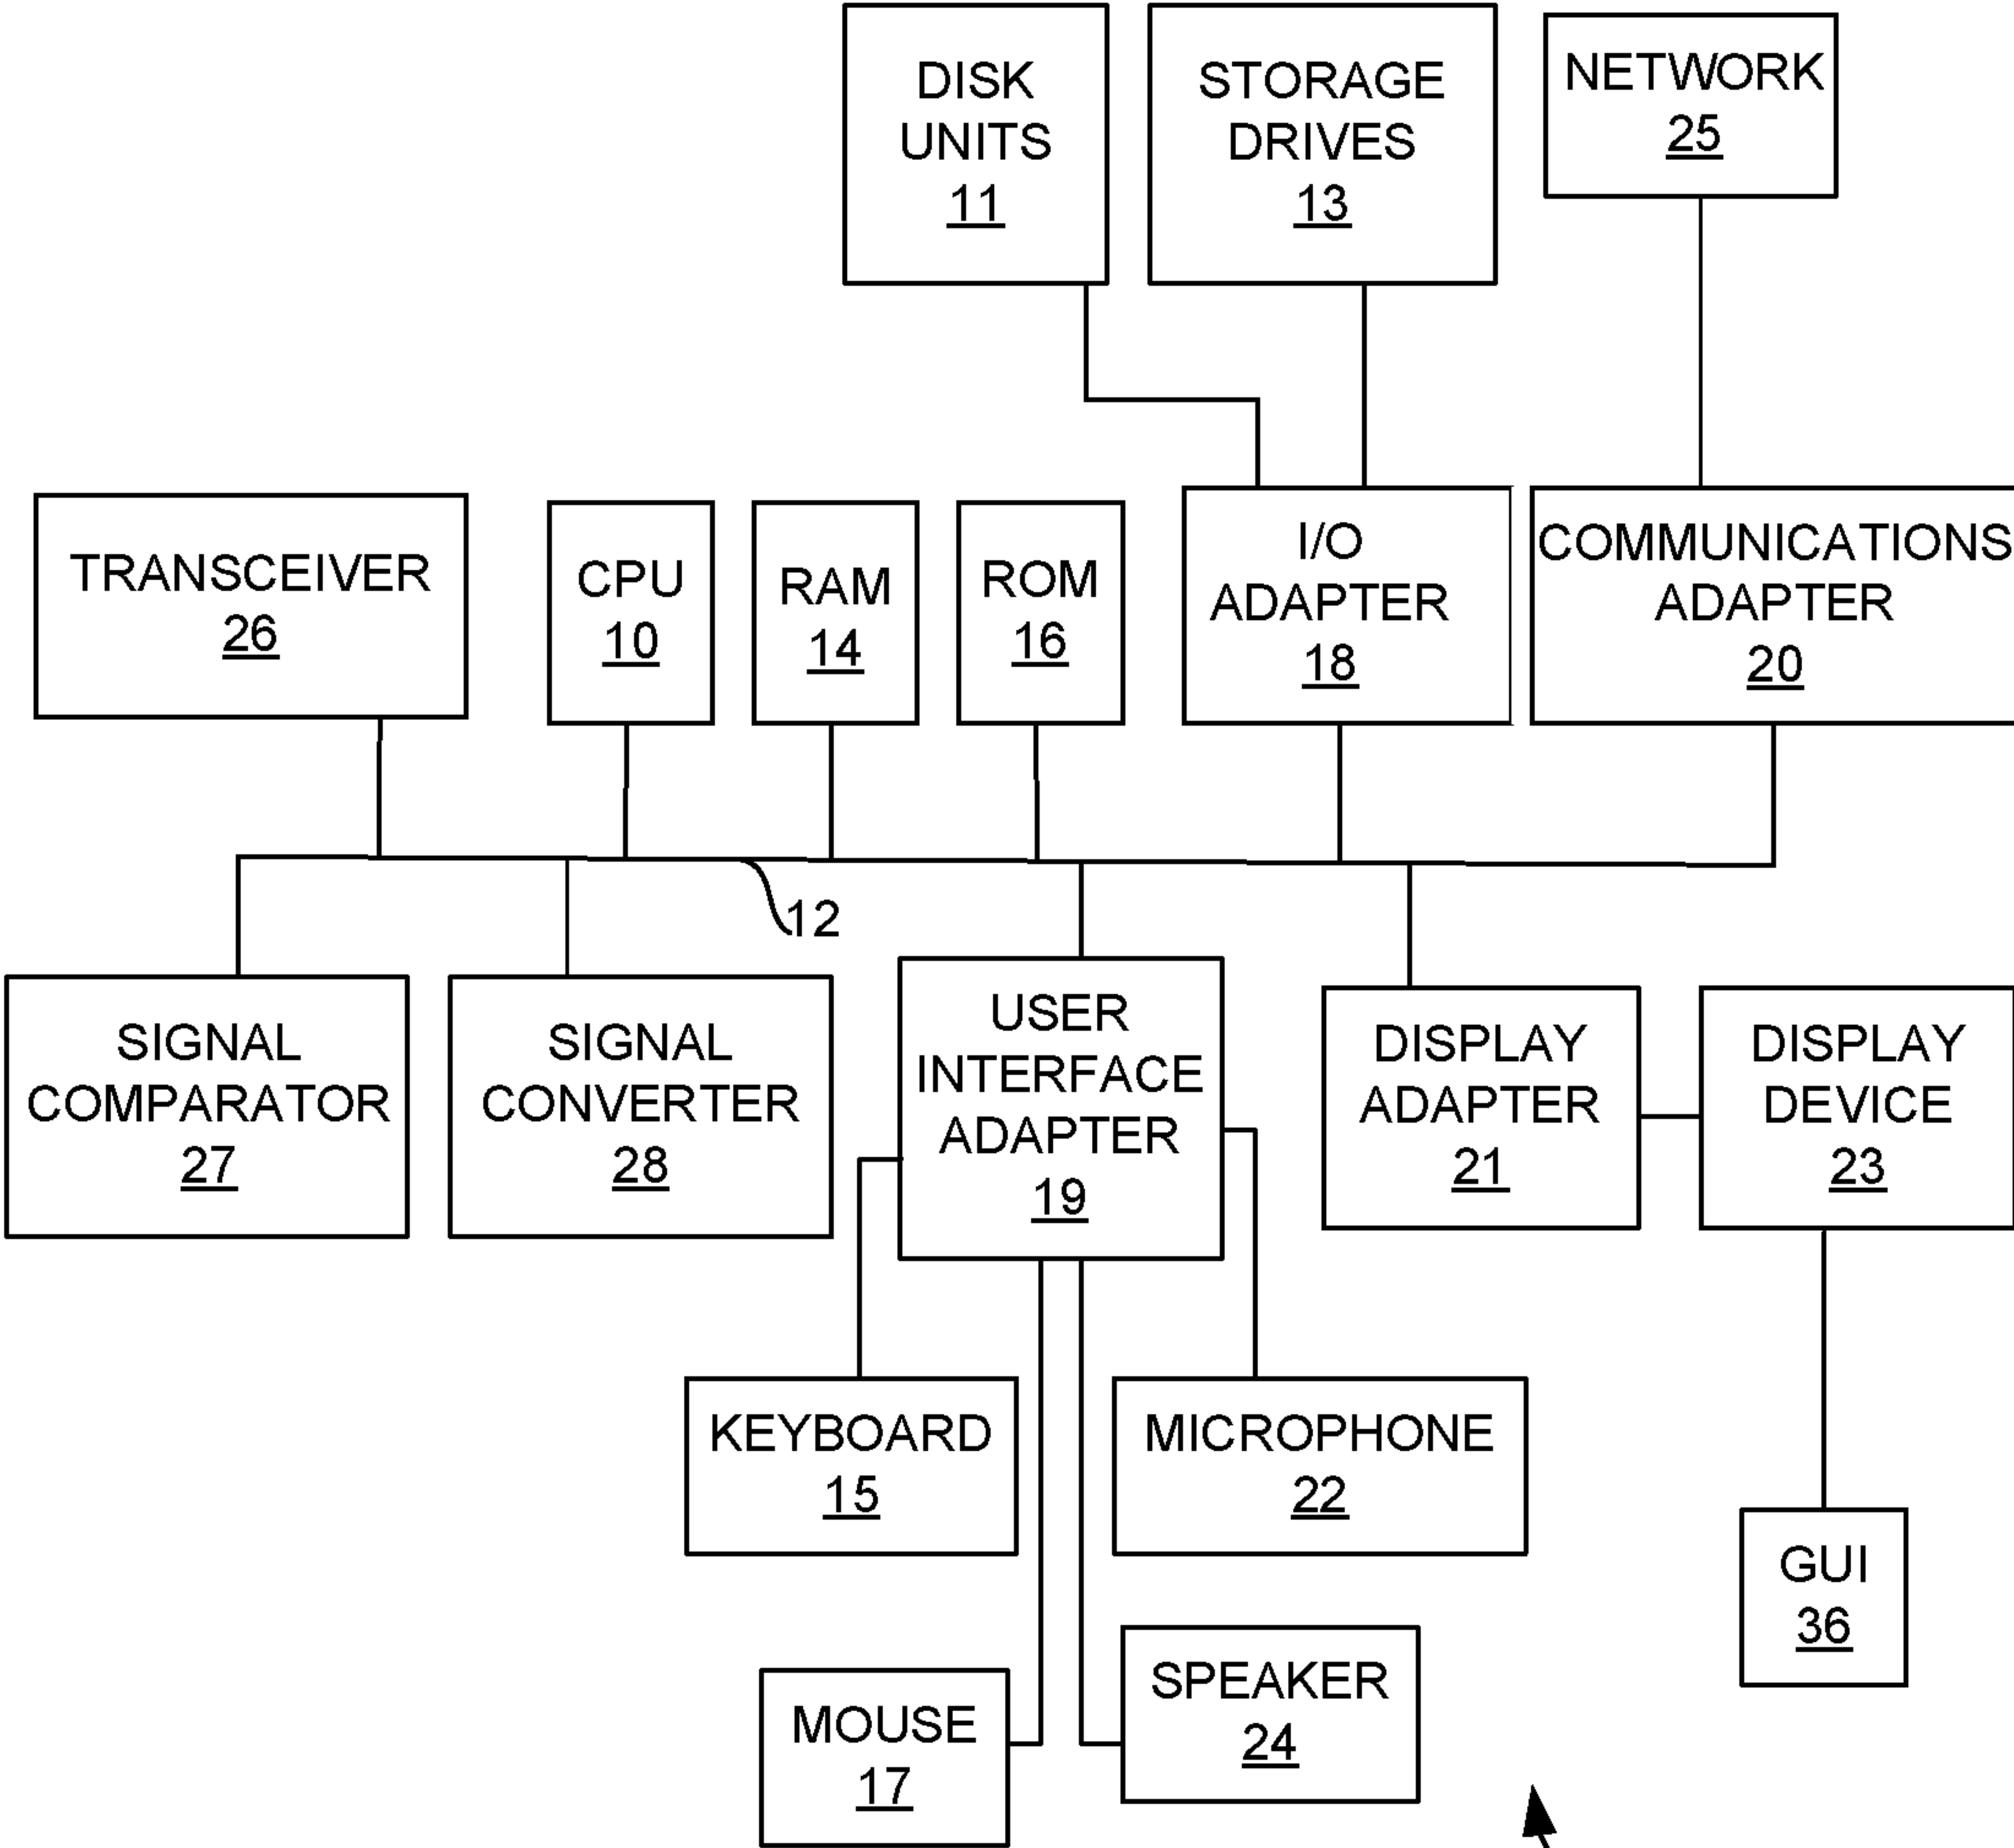 DISK
UNITS
11
STORAGE
DRIVES
13
NETWORK
25
TRANSCEIVER
26
CPU
10
RAM
14
ROM
16
I/O
ADAPTER
18
COMMUNICATIONS
ADAPTER
20
12
SIGNAL
COMPARATOR
27
SIGNAL
CONVERTER
28
USER
INTERFACE
ADAPTER
19
DISPLAY
ADAPTER
21
DISPLAY
DEVICE
23
KEYBOARD
15
MICROPHONE
22
GUI
36
MOUSE
17
SPEAKER
24